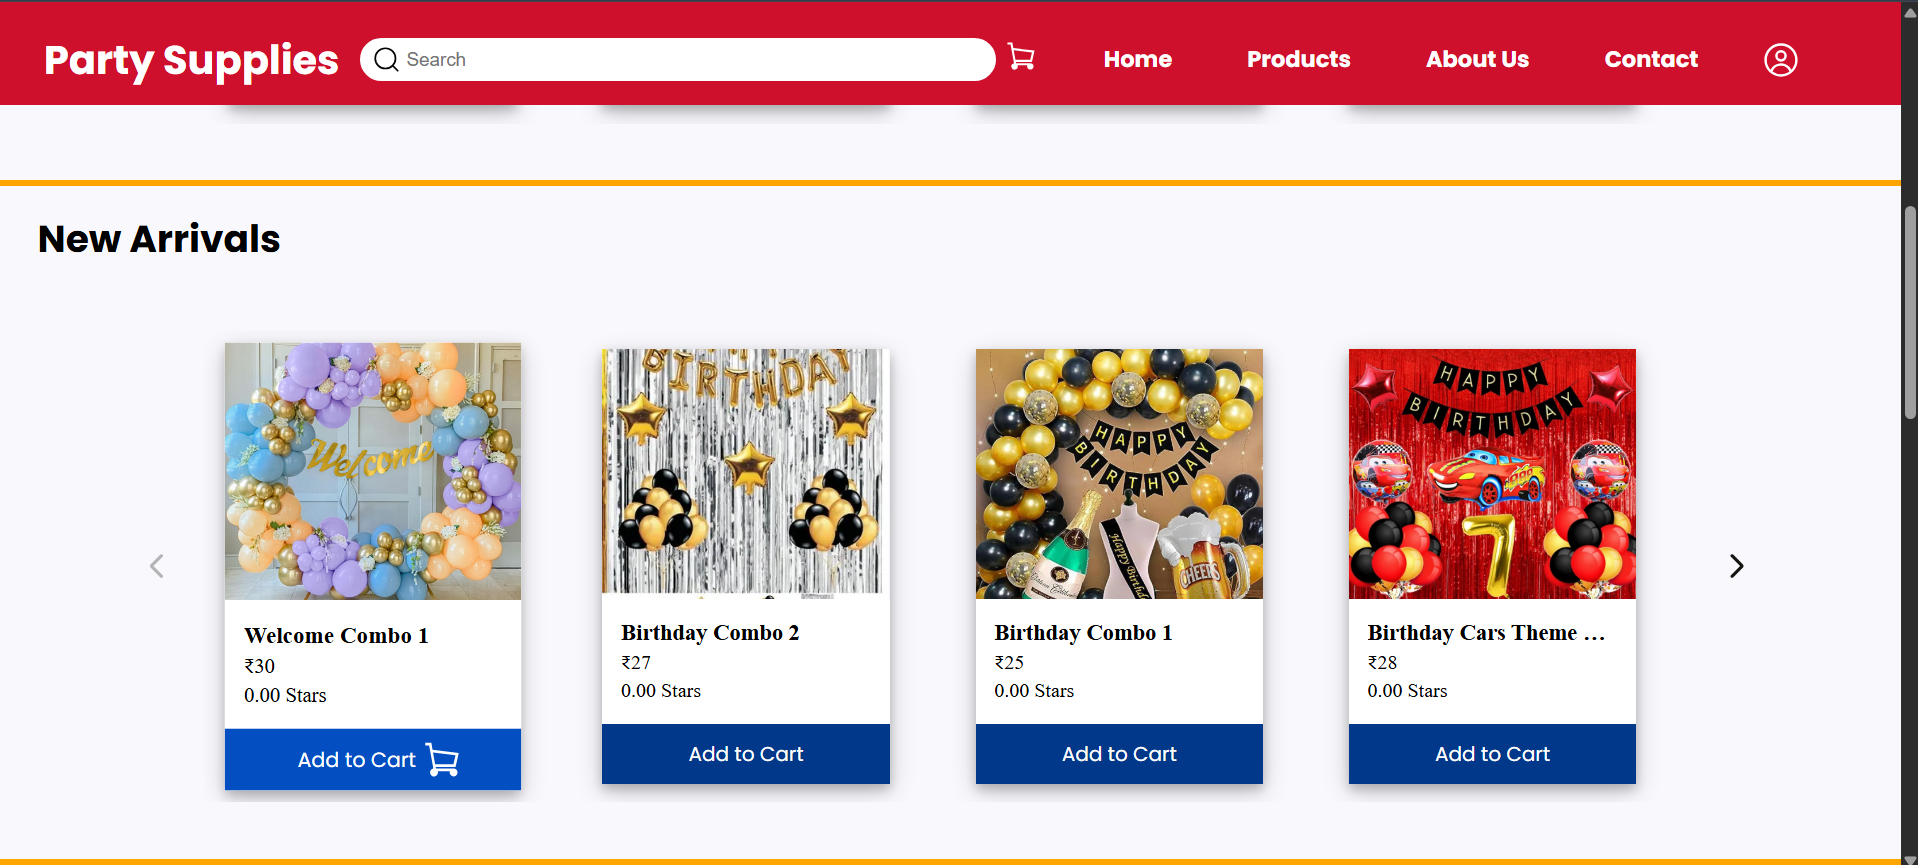 Party Supplies
Search
Home
Products
About Us
Contact
New Arrivals
Welcome
BIRTHDAY
HAPPY
BIRTHDAY
Happy Birthday
CHEERS
HAPPY
BIRTHDAY
7
Welcome Combo 1
₹30
0.00 Stars
Add to Cart
Birthday Combo 2
₹27
0.00 Stars
Add to Cart
Birthday Combo 1
₹25
0.00 Stars
Add to Cart
Birthday Cars Theme ...
₹28
0.00 Stars
Add to Cart